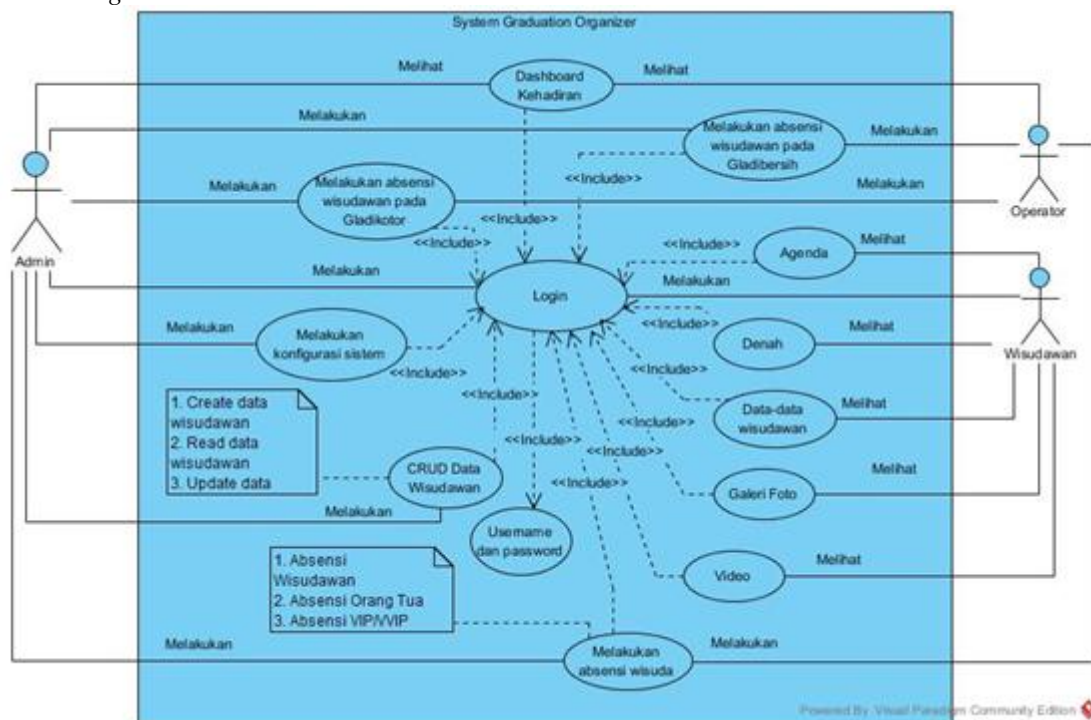 System Graduation Organizer
Melihat
Dashboard
Kehadiran
Melihat
Melakukan
Melakukan absensi
wisudawan pada
Gladibersih
Melakukan
<<Include>>
Melakukan
Melakukan absensi
wisudawan pada
Gladikotor
Melakukan
Operator
<<Include>>
<<Include>>
<<Include>>
Agenda
Melihat
Admin
Melakukan
Login
Melakukan
Melakukan
Melakukan
konfigurasi sistem
<<Include>>
<<Include>>
Denah
Melihat
Wisudawan
<<Include>>
<<Include>>
Data-data
wisudawan
Melihat
1. Create data
wisudawan
2. Read data
wisudawan
3. Update data
CRUD Data
Wisudawan
<<Include>>
<<Include>>
<<Include>>
Galeri Foto
Melihat
Melakukan
Username
dan password
1. Absensi
Wisudawan
2. Absensi Orang Tua
3. Absensi VIP/VVIP
Video
Melihat
Melakukan
Melakukan
absensi wisuda
Melakukan
Powered By Visual Paradigm Community Edition